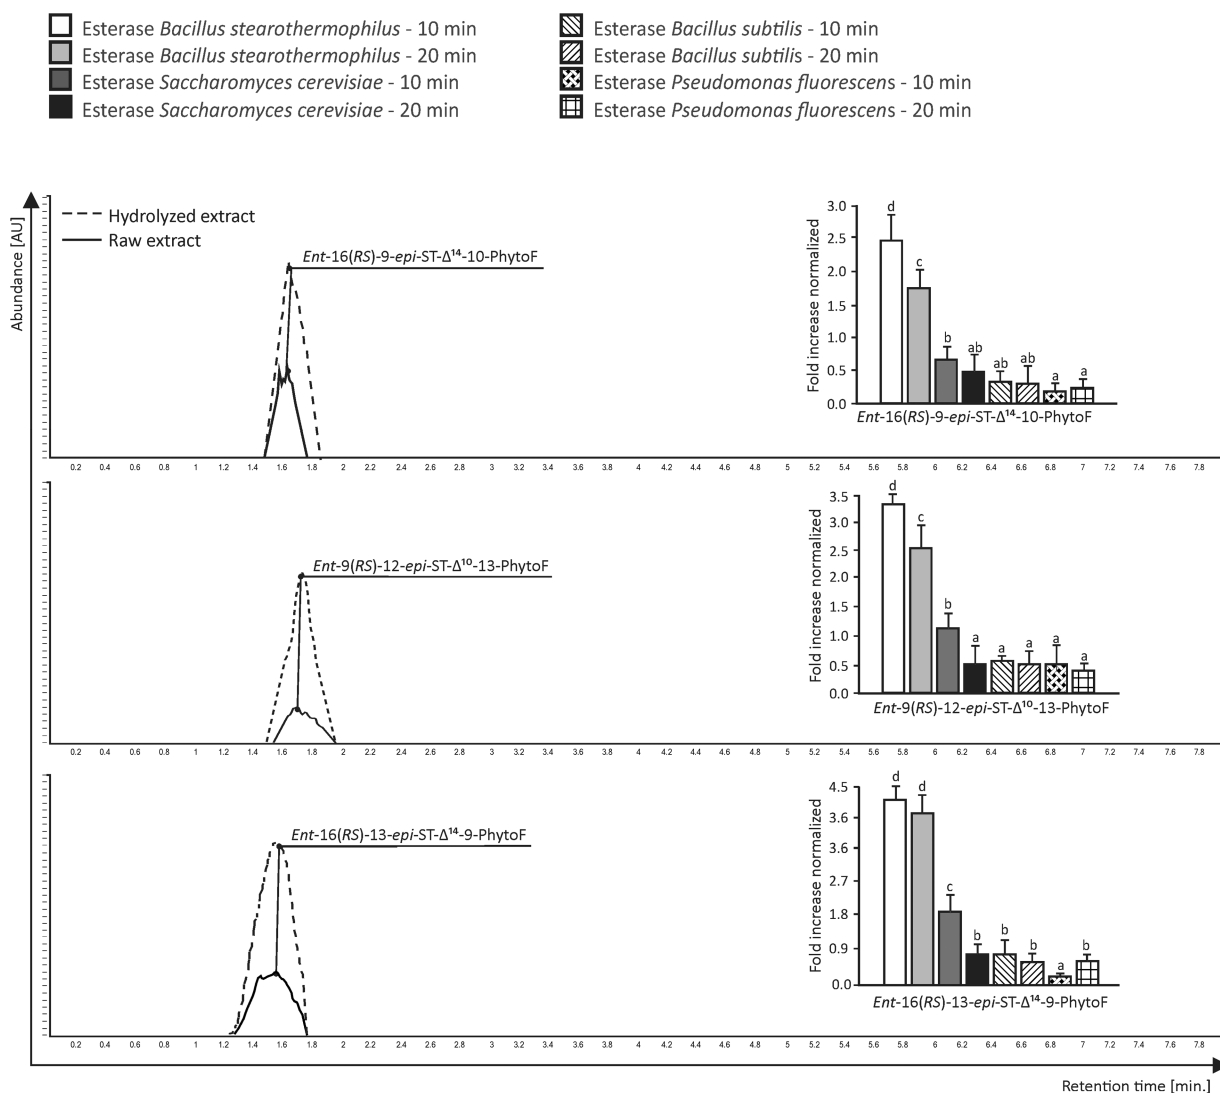 Esterase Bacillus stearothermophilus - 10 min
Esterase Bacillus stearothermophilus - 20 min
Esterase Saccharomyces cerevisiae - 10 min
Esterase Saccharomyces cerevisiae - 20 min
Esterase Bacillus subtilis - 10 min
Esterase Bacillus subtilis - 20 min
Esterase Pseudomonas fluorescens - 10 min
Esterase Pseudomonas fluorescens - 20 min
Abundance [AU]
Hydrolyzed extract
Raw extract
Ent-16(RS)-9-epi-ST-Δ¹⁴-10-PhytoF
0.2 0.4 0.6 0.8 1 1.2 1.4 1.6 1.8 2 2.2 2.4 2.6 2.8 3 3.2 3.4 3.6 3.8 4 4.2 4.4 4.6 4.8 5 5.2 5.4 5.6 5.8 6 6.2 6.4 6.6 6.8 7 7.2 7.4 7.6 7.8
Fold increase normalized
3.0
2.5
1.5
1.0
0.5
0.0
d c b ab ab ab a a
Ent-16(RS)-9-epi-ST-Δ¹⁴-10-PhytoF
Ent-9(RS)-12-epi-ST-Δ¹⁰-13-PhytoF
0.2 0.4 0.6 0.8 1 1.2 1.4 1.6 1.8 2 2.2 2.4 2.6 2.8 3 3.2 3.4 3.6 3.8 4 4.2 4.4 4.6 4.8 5 5.2 5.4 5.6 5.8 6 6.2 6.4 6.6 6.8 7 7.2 7.4 7.6 7.8
Fold increase normalized
3.5
3.0
2.5
2.0
1.5
1.0
0.5
0.0
d c b a a a a a
Ent-9(RS)-12-epi-ST-Δ¹⁰-13-PhytoF
Ent-16(RS)-13-epi-ST-Δ¹⁴-9-PhytoF
0.2 0.4 0.6 0.8 1 1.2 1.4 1.6 1.8 2 2.2 2.4 2.6 2.8 3 3.2 3.4 3.6 3.8 4 4.2 4.4 4.6 4.8 5 5.2 5.4 5.6 5.8 6 6.2 6.4 6.6 6.8 7 7.2 7.4 7.6 7.8
Fold increase normalized
4.5
3.6
3.6
2.7
1.8
0.9
0.0
d d c b b b a b
Ent-16(RS)-13-epi-ST-Δ¹⁴-9-PhytoF
Retention time [min.]